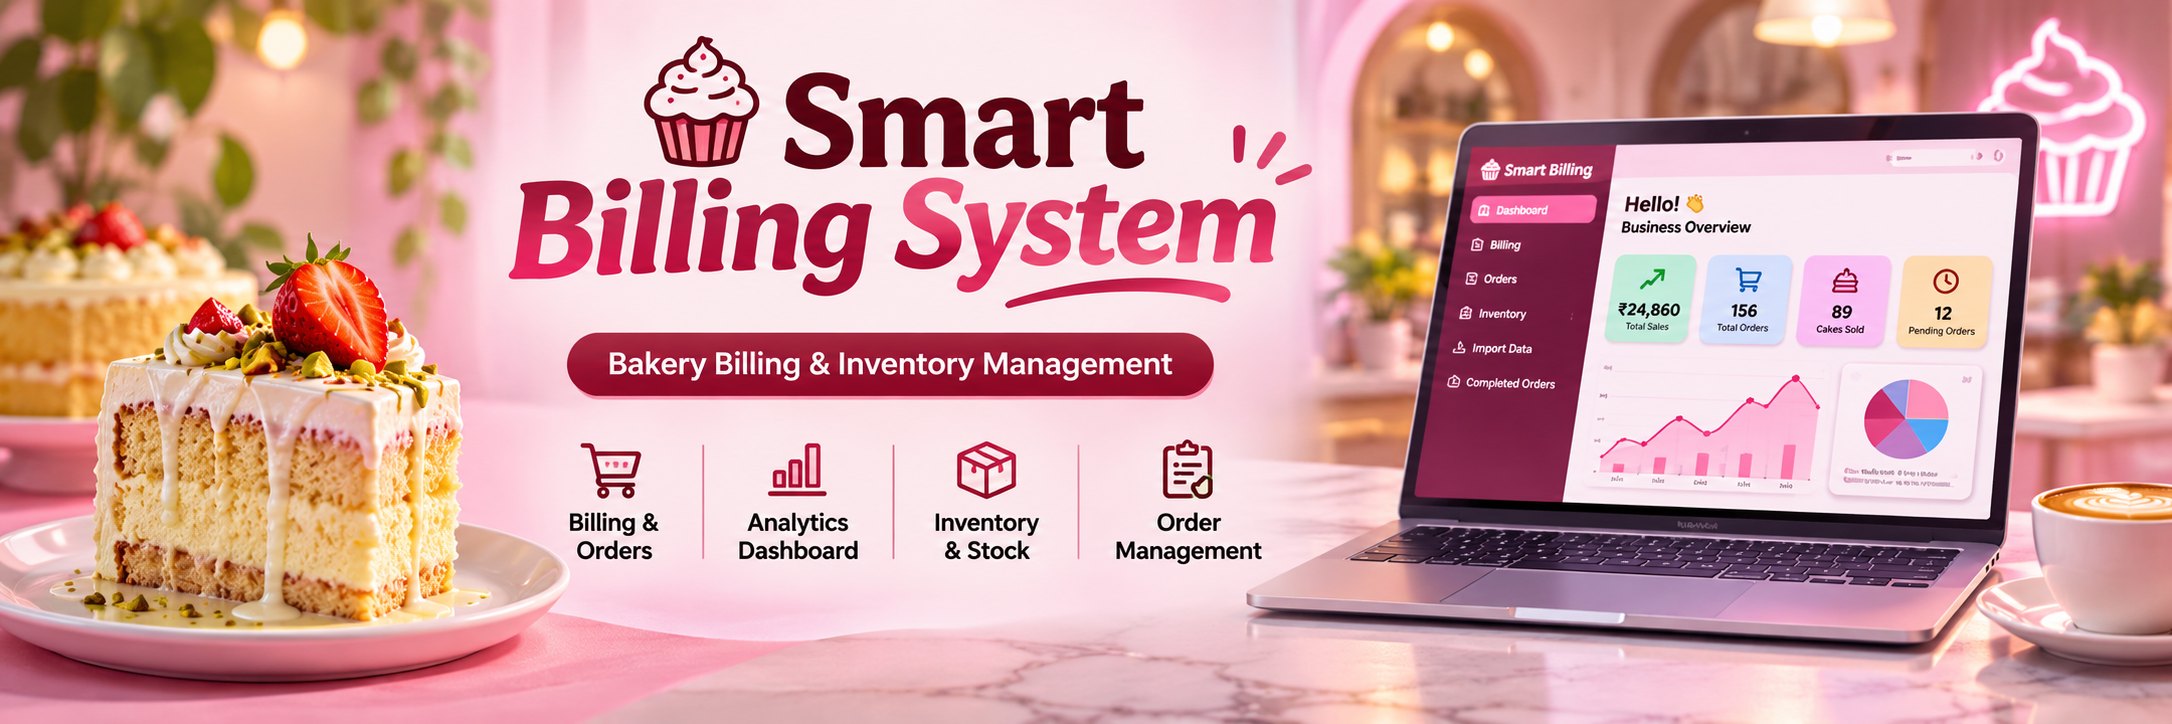 Smart
Billing System
Bakery Billing & Inventory Management
Billing &
Orders
Analytics
Dashboard
Inventory
& Stock
Order
Management
Smart Billing
Dashboard
Billing
Orders
Inventory
Import Data
Completed Orders
Hello! 👋
Business Overview
₹24,860
Total Sales
156
Total Orders
89
Cakes Sold
12
Pending Orders